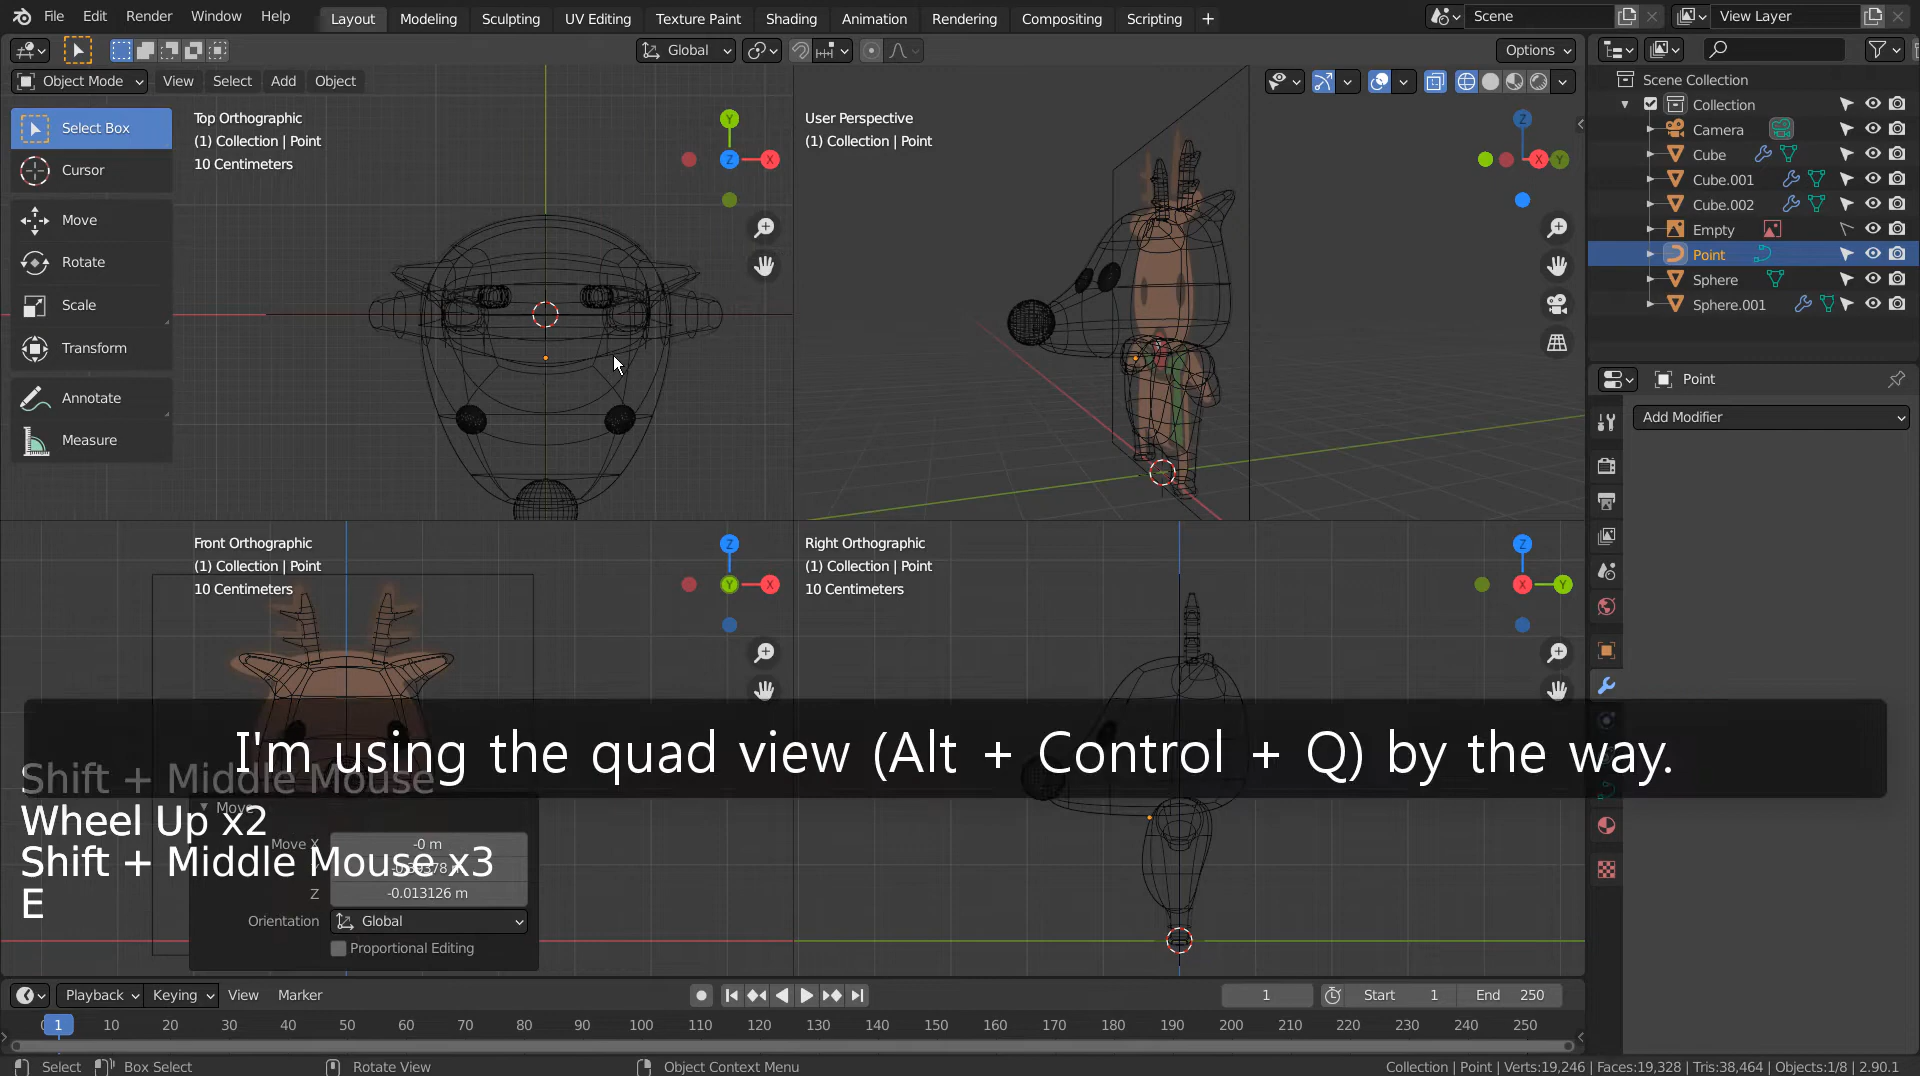 File Edit Render Window Help Layout Modeling Sculpting UV Editing Texture Paint Shading Animation Rendering Compositing Scripting + Scene View Layer
Global Options
Object Mode View Select Add Object
Scene Collection
Collection
Camera
Cube
Cube.001
Cube.002
Empty
Point
Sphere
Sphere.001
Select Box
Cursor
Move
Rotate
Scale
Transform
Annotate
Measure
Top Orthographic
(1) Collection | Point
10 Centimeters
Y
Z
X
User Perspective
(1) Collection | Point
Z
X
Y
Point
Add Modifier
Front Orthographic
(1) Collection | Point
10 Centimeters
Z
Y
X
Right Orthographic
(1) Collection | Point
10 Centimeters
Z
X
Y
I'm using the quad view (Alt + Control + Q) by the way.
Shift + Middle Mouse
Wheel Up x2
Shift + Middle Mouse x3
E
Move
Move X -0 m
Z -0.013126 m
Orientation Global
Proportional Editing
Playback Keying View Marker 1 Start 1 End 250
1 10 20 30 40 50 60 70 80 90 100 110 120 130 140 150 160 170 180 190 200 210 220 230 240 250
Select Box Select Rotate View Object Context Menu Collection | Point | Verts:19,246 | Faces:19,328 | Tris:38,464 | Objects:1/8 | 2.90.1